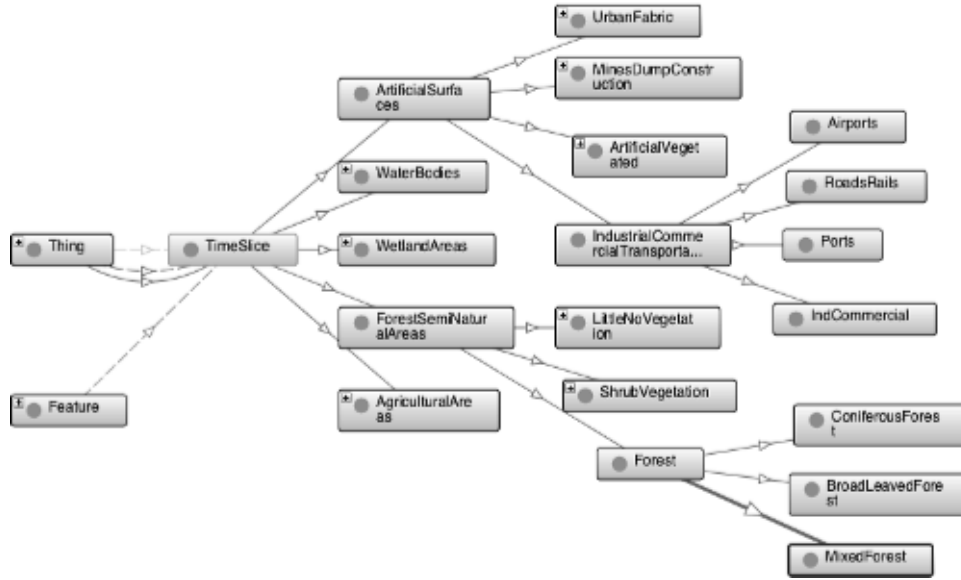 UrbanFabric
MinesDumpConstr
uction
ArtificialSurfa
ces
Airports
ArtificialVeget
ated
WaterBodies
RoadsRails
Thing
TimeSlice
WetlandAreas
IndustrialComme
rcialTransporta...
Ports
ForestSemiNatur
alAreas
LittleNoVegetat
ion
IndCommercial
Feature
AgriculturalAre
as
ShrubVegetation
ConiferousFores
t
Forest
BroadLeavedFore
st
MixedForest